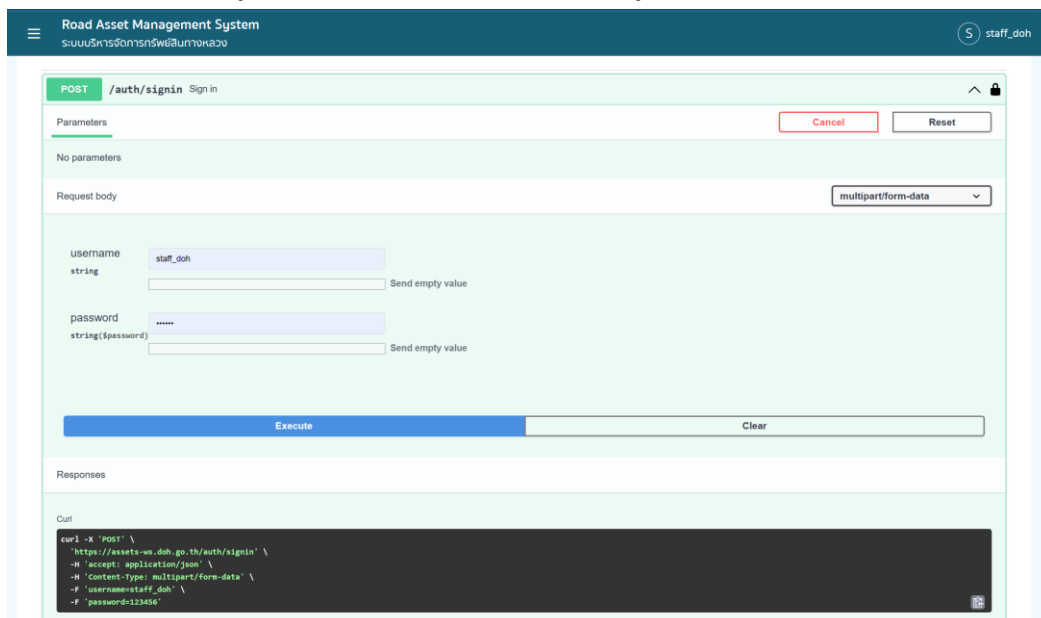 Road Asset Management System
ระบบบริหารจัดการทรัพย์สินทางหลวง
S staff_doh
POST /auth/signin Sign in
Parameters
Cancel
Reset
No parameters
Request body
multipart/form-data
username
string
staff_doh
Send empty value
password
string($password)
Send empty value
Execute
Clear
Responses
Curl
curl -X 'POST' \
'https://assets-ws.doh.go.th/auth/signin' \
-H 'accept: application/json' \
-H 'Content-Type: multipart/form-data' \
-F 'username=staff_doh' \
-F 'password=123456'